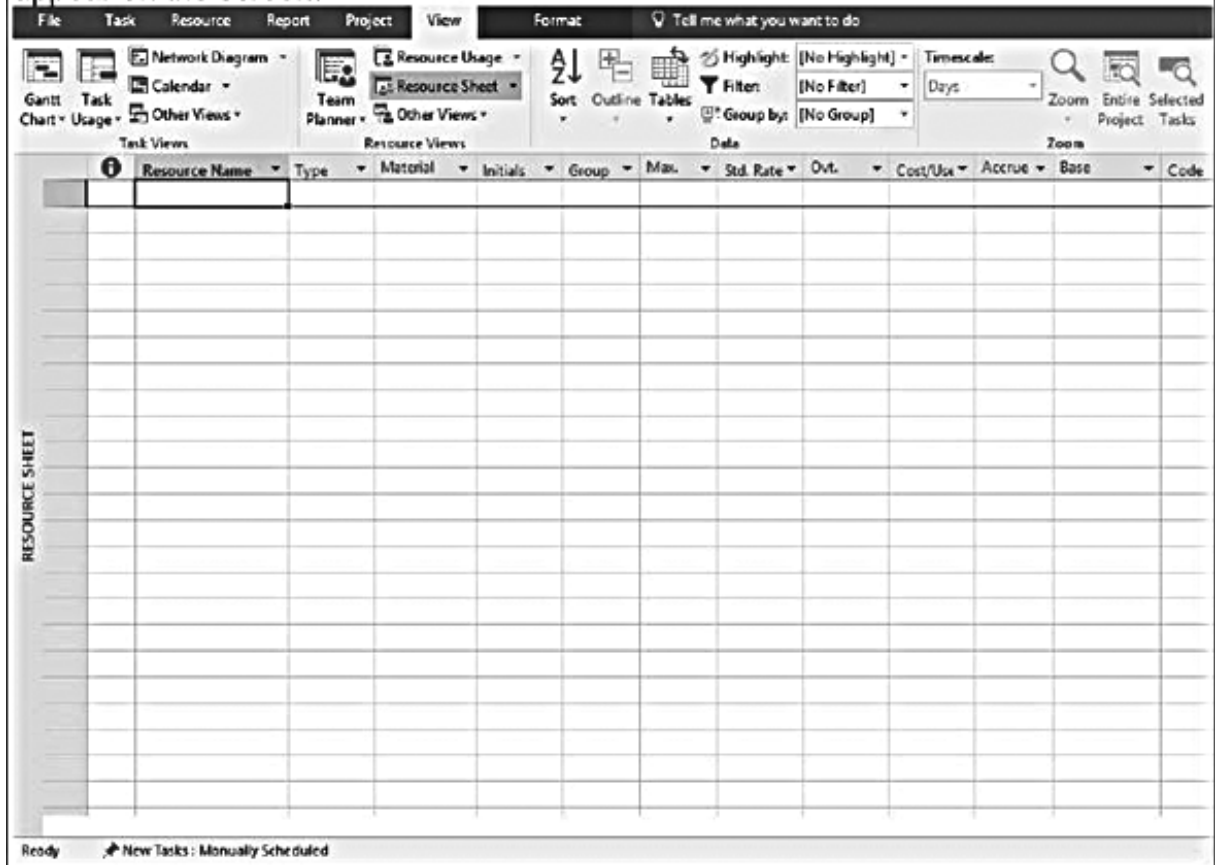 File Task Resource Report Project View Format Tell me what you want to do
Network Diagram
Calendar
Other Views
Gantt Chart
Task Usage
Task Views
Team Planner
Resource Usage
Resource Sheet
Other Views
Resource Views
Sort
Outline
Tables
Highlight: [No Highlight]
Filter: [No Filter]
Group by: [No Group]
Data
Timescale:
Days
Zoom
Entire Project
Selected Tasks
Zoom
Resource Name Type Material Initials Group Max. Std. Rate Ovt. Cost/Use Accrue Base Code
RESOURCE SHEET
Ready New Tasks : Manually Scheduled